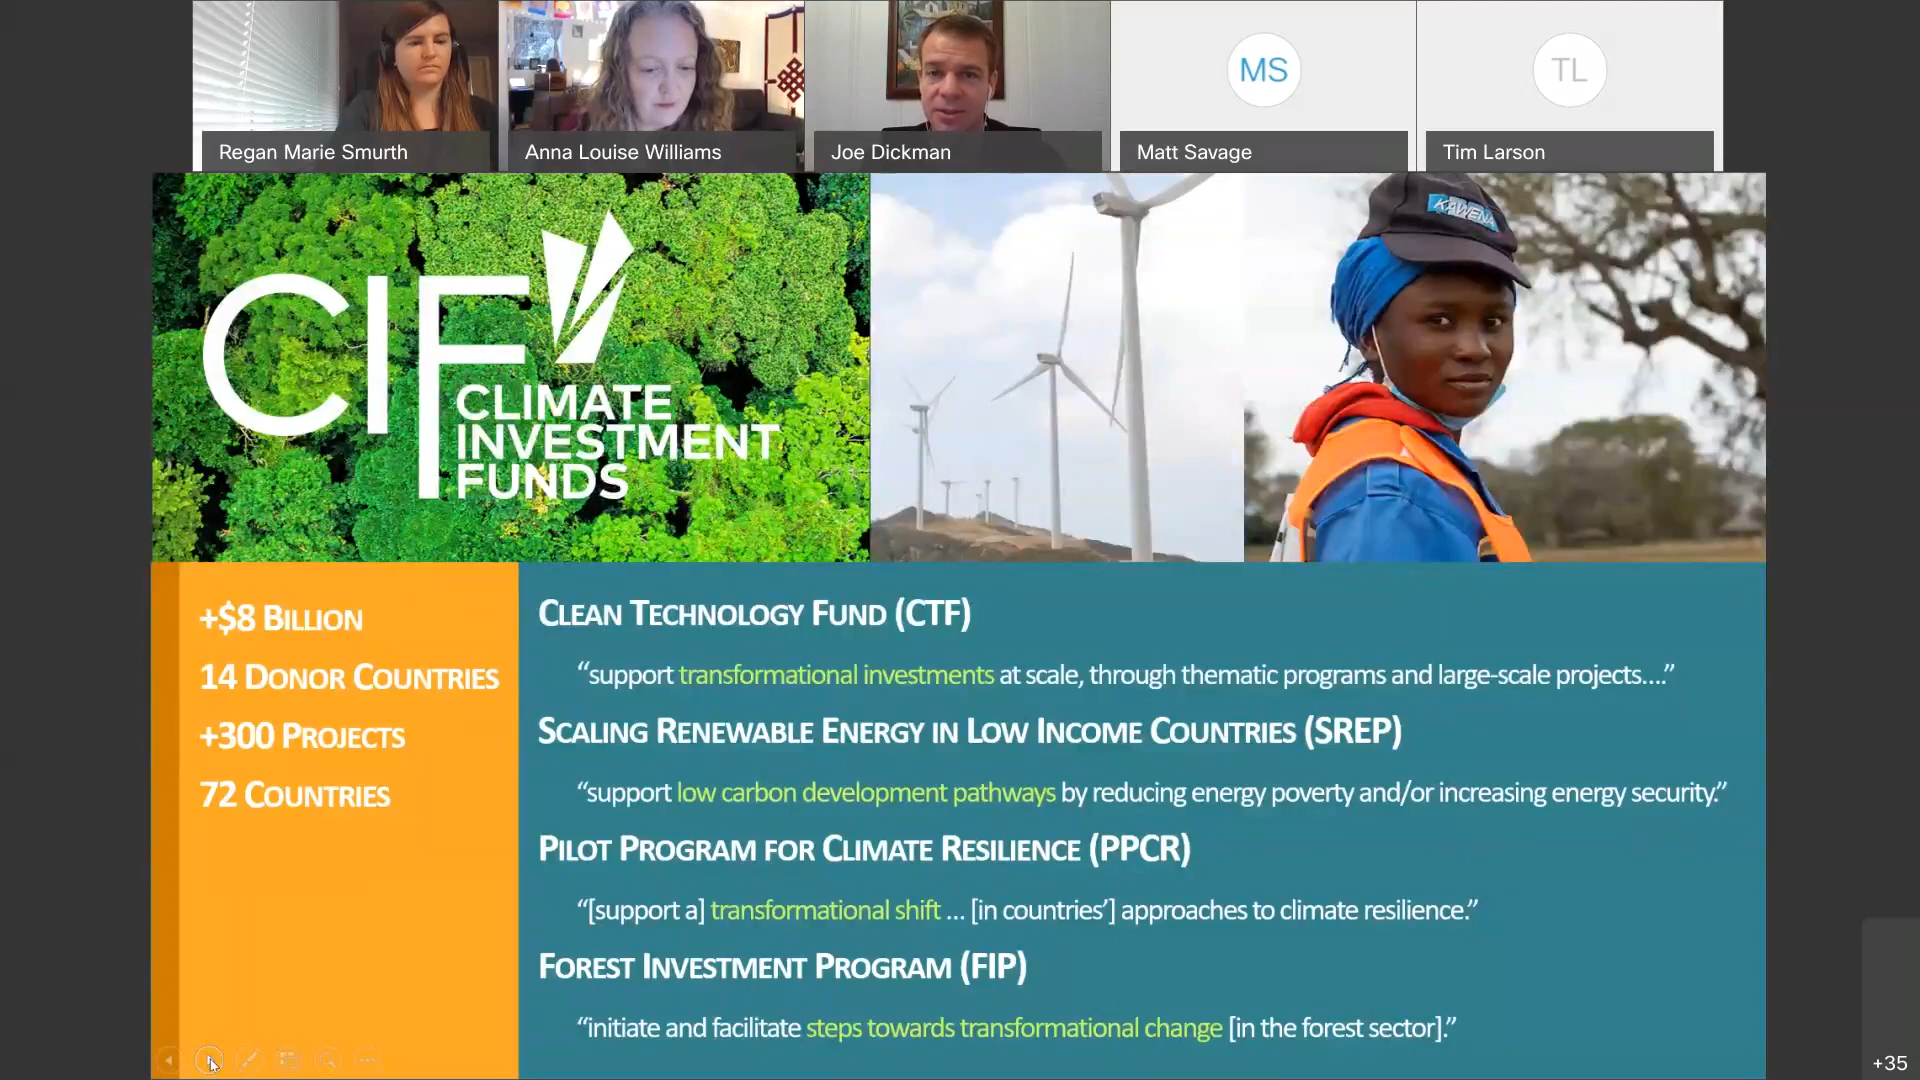 MS
TL
Regan Marie Smurth
Anna Louise Williams
Joe Dickman
Matt Savage
Tim Larson
KAWENA
CIF
CLIMATE
INVESTMENT
FUNDS
+$8 Billion
14 Donor Countries
+300 Projects
72 Countries
Clean Technology Fund (CTF)
“support transformational investments at scale, through thematic programs and large-scale projects….”
Scaling Renewable Energy in Low Income Countries (SREP)
“support low carbon development pathways by reducing energy poverty and/or increasing energy security.”
Pilot Program for Climate Resilience (PPCR)
“[support a] transformational shift … [in countries’] approaches to climate resilience.”
Forest Investment Program (FIP)
“initiate and facilitate steps towards transformational change [in the forest sector].”
+35